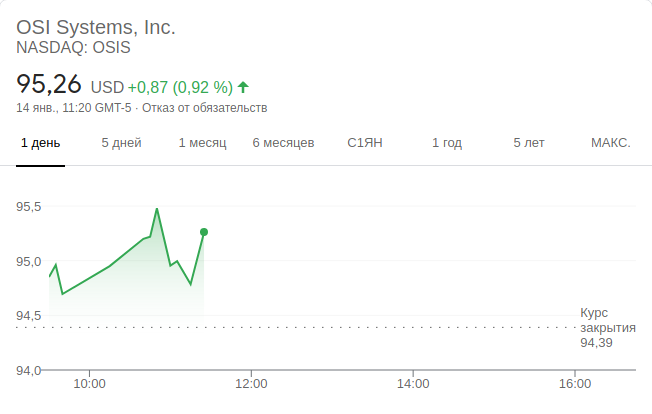 OSI Systems, Inc.
NASDAQ: OSIS
95,26 USD +0,87 (0,92 %)
14 янв., 11:20 GMT-5 · Отказ от обязательств
1 день 5 дней 1 месяц 6 месяцев С1ЯН 1 год 5 лет МАКС.
95,5
95,0
94,5
Курс
закрытия
94,39
94,0
10:00 12:00 14:00 16:00